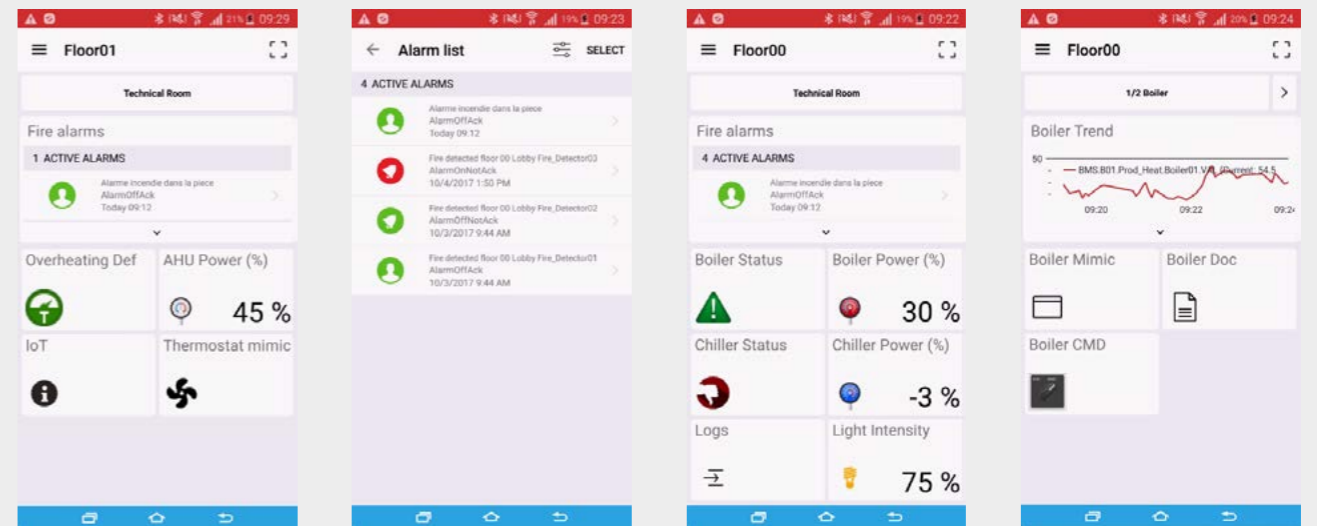 21% 09:29
Floor01
Technical Room
Fire alarms
1 ACTIVE ALARMS
Alarme incendie dans la piece
AlarmOffAck
Today 09:12
Overheating Def
AHU Power (%)
45 %
IoT
Thermostat mimic
19% 09:23
Alarm list
SELECT
4 ACTIVE ALARMS
Alarme incendie dans la piece
AlarmOffAck
Today 09:12
Fire detected floor 00 Lobby Fire_Detector03
AlarmOnNotAck
10/4/2017 1:50 PM
Fire detected floor 00 Lobby Fire_Detector02
AlarmOffNotAck
10/3/2017 9:44 AM
Fire detected floor 00 Lobby Fire_Detector01
AlarmOffAck
10/3/2017 9:44 AM
19% 09:22
Floor00
Technical Room
Fire alarms
4 ACTIVE ALARMS
Alarme incendie dans la piece
AlarmOffAck
Today 09:12
Boiler Status
Boiler Power (%)
30 %
Chiller Status
Chiller Power (%)
-3 %
Logs
Light Intensity
75 %
20% 09:24
Floor00
1/2 Boiler
Boiler Trend
50
BMS.B01.Prod_Heat.Boiler01.VAL (Current: 54.5
09:20
09:22
09:24
Boiler Mimic
Boiler Doc
Boiler CMD